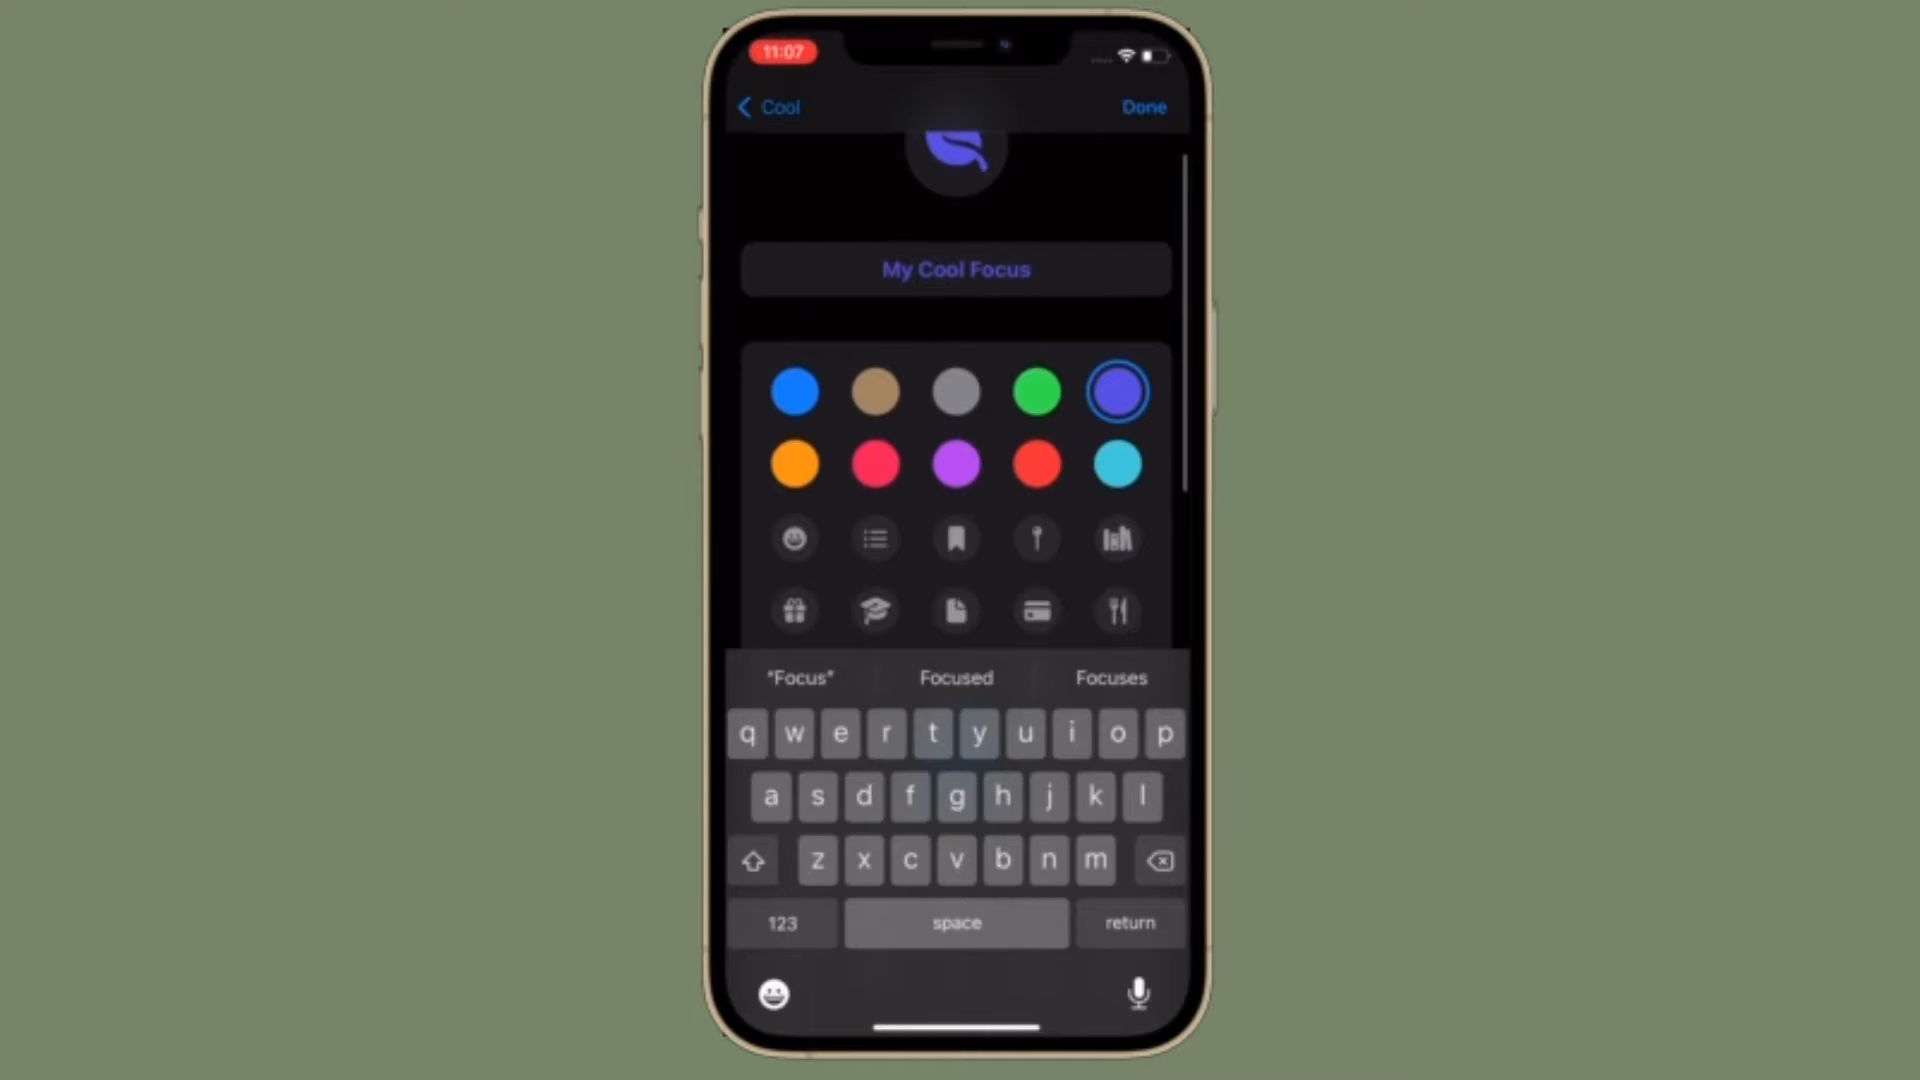 11:07
Cool
Done
My Cool Focus
"Focus" Focused Focuses
q w e r t y u i o p
a s d f g h j k l
z x c v b n m
123 space return